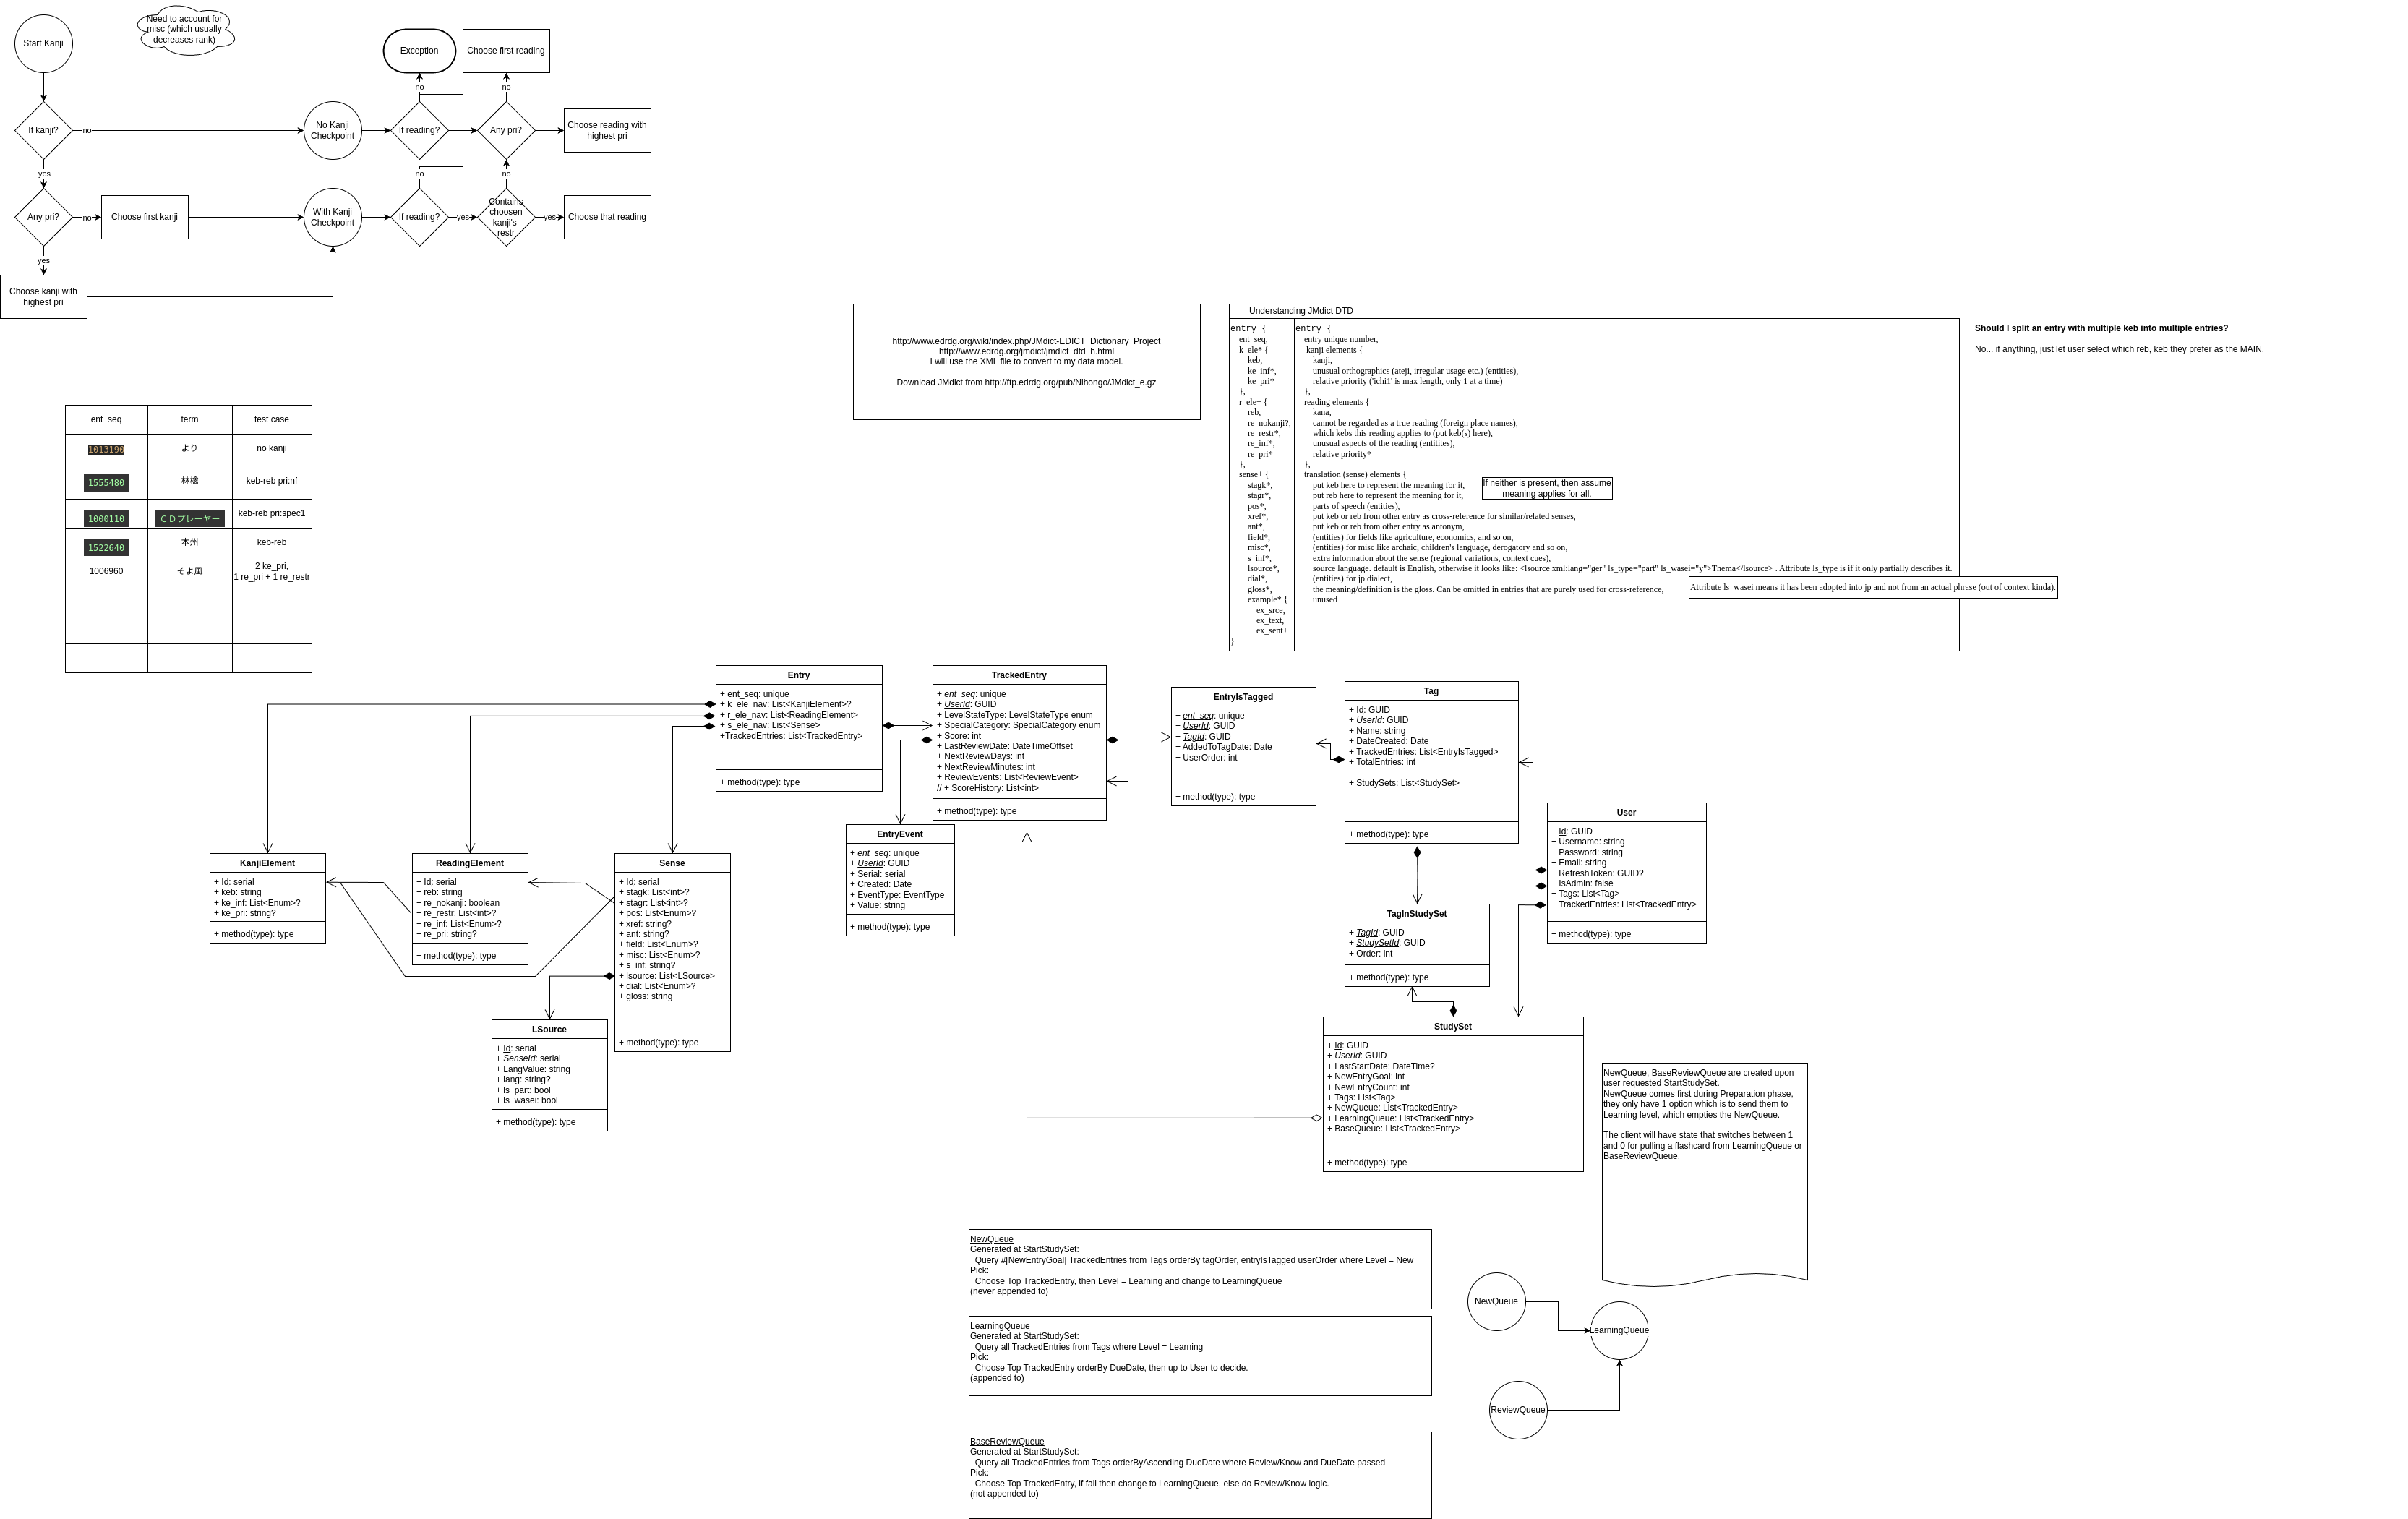 Start Kanji
Need to account for
misc (which usually
decreases rank)
Exception
Choose first reading
no
no
If kanji?
no
No Kanji
Checkpoint
If reading?
Any pri?
Choose reading with
highest pri
yes
no
no
Any pri?
no
Choose first kanji
With Kanji
Checkpoint
If reading?
yes
Contains
choosen
kanji's
restr
yes
Choose that reading
yes
Choose kanji with
highest pri
http://www.edrdg.org/wiki/index.php/JMdict-EDICT_Dictionary_Project
http://www.edrdg.org/jmdict/jmdict_dtd_h.html
I will use the XML file to convert to my data model.
Download JMdict from http://ftp.edrdg.org/pub/Nihongo/JMdict_e.gz
Understanding JMdict DTD
entry {
ent_seq,
k_ele* {
keb,
ke_inf*,
ke_pri*
},
r_ele+ {
reb,
re_nokanji?,
re_restr*,
re_inf*,
re_pri*
},
sense+ {
stagk*,
stagr*,
pos*,
xref*,
ant*,
field*,
misc*,
s_inf*,
lsource*,
dial*,
gloss*,
example* {
ex_srce,
ex_text,
ex_sent+
}
entry {
entry unique number,
kanji elements {
kanji,
unusual orthographics (ateji, irregular usage etc.) (entities),
relative priority ('ichi1' is max length, only 1 at a time)
},
reading elements {
kana,
cannot be regarded as a true reading (foreign place names),
which kebs this reading applies to (put keb(s) here),
unusual aspects of the reading (entitites),
relative priority*
},
translation (sense) elements {
put keb here to represent the meaning for it,
put reb here to represent the meaning for it,
parts of speech (entities),
put keb or reb from other entry as cross-reference for similar/related senses,
put keb or reb from other entry as antonym,
(entities) for fields like agriculture, economics, and so on,
(entities) for misc like archaic, children's language, derogatory and so on,
extra information about the sense (regional variations, context cues),
source language. default is English, otherwise it looks like: <lsource xml:lang="ger" ls_type="part" ls_wasei="y">Thema</lsource> . Attribute ls_type is if it only partially describes it.
(entities) for jp dialect,
the meaning/definition is the gloss. Can be omitted in entries that are purely used for cross-reference,
unused
If neither is present, then assume
meaning applies for all.
Attribute ls_wasei means it has been adopted into jp and not from an actual phrase (out of context kinda).
Should I split an entry with multiple keb into multiple entries?
No... if anything, just let user select which reb, keb they prefer as the MAIN.
ent_seq term test case
1013190 より no kanji
1555480 林檎 keb-reb pri:nf
1000110 ＣＤプレーヤー keb-reb pri:spec1
1522640 本州 keb-reb
1006960 そよ風 2 ke_pri,
1 re_pri + 1 re_restr
Entry
+ ent_seq: unique
+ k_ele_nav: List<KanjiElement>?
+ r_ele_nav: List<ReadingElement>
+ s_ele_nav: List<Sense>
+TrackedEntries: List<TrackedEntry>
+ method(type): type
TrackedEntry
+ ent_seq: unique
+ UserId: GUID
+ LevelStateType: LevelStateType enum
+ SpecialCategory: SpecialCategory enum
+ Score: int
+ LastReviewDate: DateTimeOffset
+ NextReviewDays: int
+ NextReviewMinutes: int
+ ReviewEvents: List<ReviewEvent>
// + ScoreHistory: List<int>
+ method(type): type
EntryIsTagged
+ ent_seq: unique
+ UserId: GUID
+ TagId: GUID
+ AddedToTagDate: Date
+ UserOrder: int
+ method(type): type
Tag
+ Id: GUID
+ UserId: GUID
+ Name: string
+ DateCreated: Date
+ TrackedEntries: List<EntryIsTagged>
+ TotalEntries: int
+ StudySets: List<StudySet>
+ method(type): type
User
+ Id: GUID
+ Username: string
+ Password: string
+ Email: string
+ RefreshToken: GUID?
+ IsAdmin: false
+ Tags: List<Tag>
+ TrackedEntries: List<TrackedEntry>
+ method(type): type
KanjiElement
+ Id: serial
+ keb: string
+ ke_inf: List<Enum>?
+ ke_pri: string?
+ method(type): type
ReadingElement
+ Id: serial
+ reb: string
+ re_nokanji: boolean
+ re_restr: List<int>?
+ re_inf: List<Enum>?
+ re_pri: string?
+ method(type): type
Sense
+ Id: serial
+ stagk: List<int>?
+ stagr: List<int>?
+ pos: List<Enum>?
+ xref: string?
+ ant: string?
+ field: List<Enum>?
+ misc: List<Enum>?
+ s_inf: string?
+ lsource: List<LSource>
+ dial: List<Enum>?
+ gloss: string
+ method(type): type
EntryEvent
+ ent_seq: unique
+ UserId: GUID
+ Serial: serial
+ Created: Date
+ EventType: EventType
+ Value: string
+ method(type): type
TagInStudySet
+ TagId: GUID
+ StudySetId: GUID
+ Order: int
+ method(type): type
LSource
+ Id: serial
+ SenseId: serial
+ LangValue: string
+ lang: string?
+ ls_part: bool
+ ls_wasei: bool
+ method(type): type
StudySet
+ Id: GUID
+ UserId: GUID
+ LastStartDate: DateTime?
+ NewEntryGoal: int
+ NewEntryCount: int
+ Tags: List<Tag>
+ NewQueue: List<TrackedEntry>
+ LearningQueue: List<TrackedEntry>
+ BaseQueue: List<TrackedEntry>
+ method(type): type
NewQueue, BaseReviewQueue are created upon
user requested StartStudySet.
NewQueue comes first during Preparation phase,
they only have 1 option which is to send them to
Learning level, which empties the NewQueue.
The client will have state that switches between 1
and 0 for pulling a flashcard from LearningQueue or
BaseReviewQueue.
NewQueue
Generated at StartStudySet:
Query #[NewEntryGoal] TrackedEntries from Tags orderBy tagOrder, entryIsTagged userOrder where Level = New
Pick:
Choose Top TrackedEntry, then Level = Learning and change to LearningQueue
(never appended to)
LearningQueue
Generated at StartStudySet:
Query all TrackedEntries from Tags where Level = Learning
Pick:
Choose Top TrackedEntry orderBy DueDate, then up to User to decide.
(appended to)
BaseReviewQueue
Generated at StartStudySet:
Query all TrackedEntries from Tags orderByAscending DueDate where Review/Know and DueDate passed
Pick:
Choose Top TrackedEntry, if fail then change to LearningQueue, else do Review/Know logic.
(not appended to)
NewQueue
LearningQueue
ReviewQueue